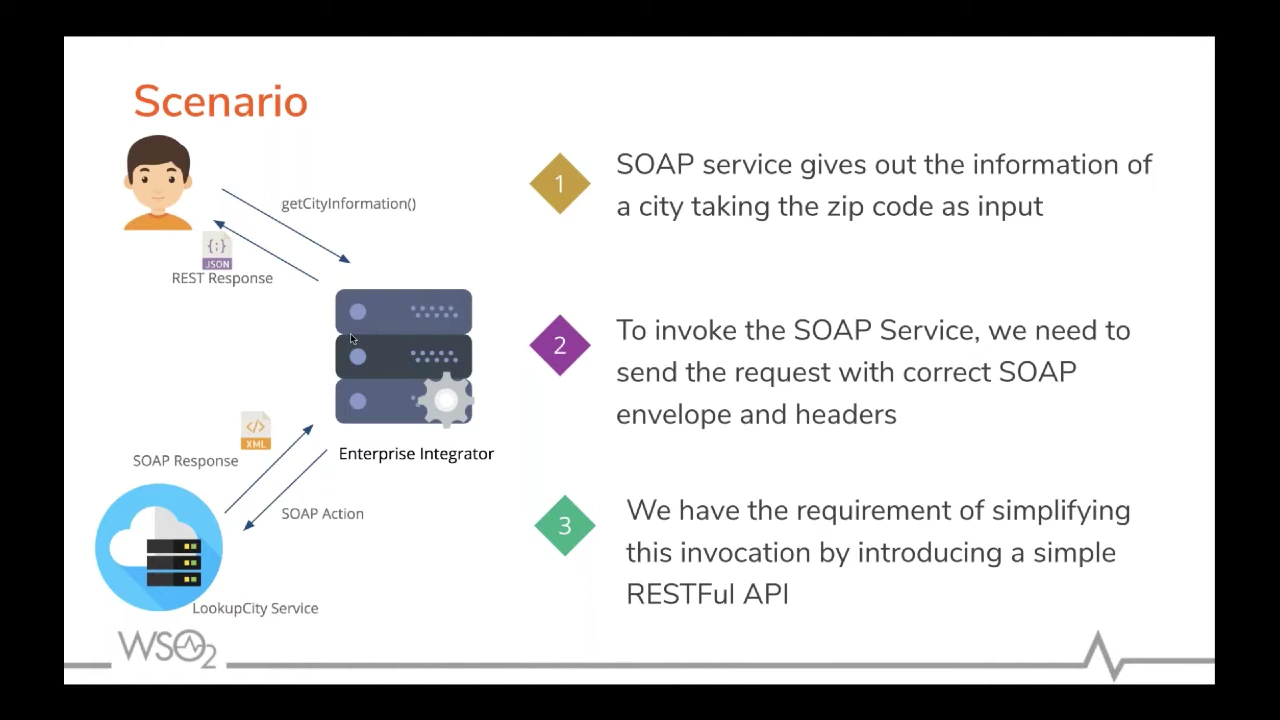 Scenario
getCityInformation()
{;}
JSON
REST Response
Enterprise Integrator
</>
XML
SOAP Response
SOAP Action
LookupCity Service
1
SOAP service gives out the information of
a city taking the zip code as input
2
To invoke the SOAP Service, we need to
send the request with correct SOAP
envelope and headers
3
We have the requirement of simplifying
this invocation by introducing a simple
RESTFul API
WSO2